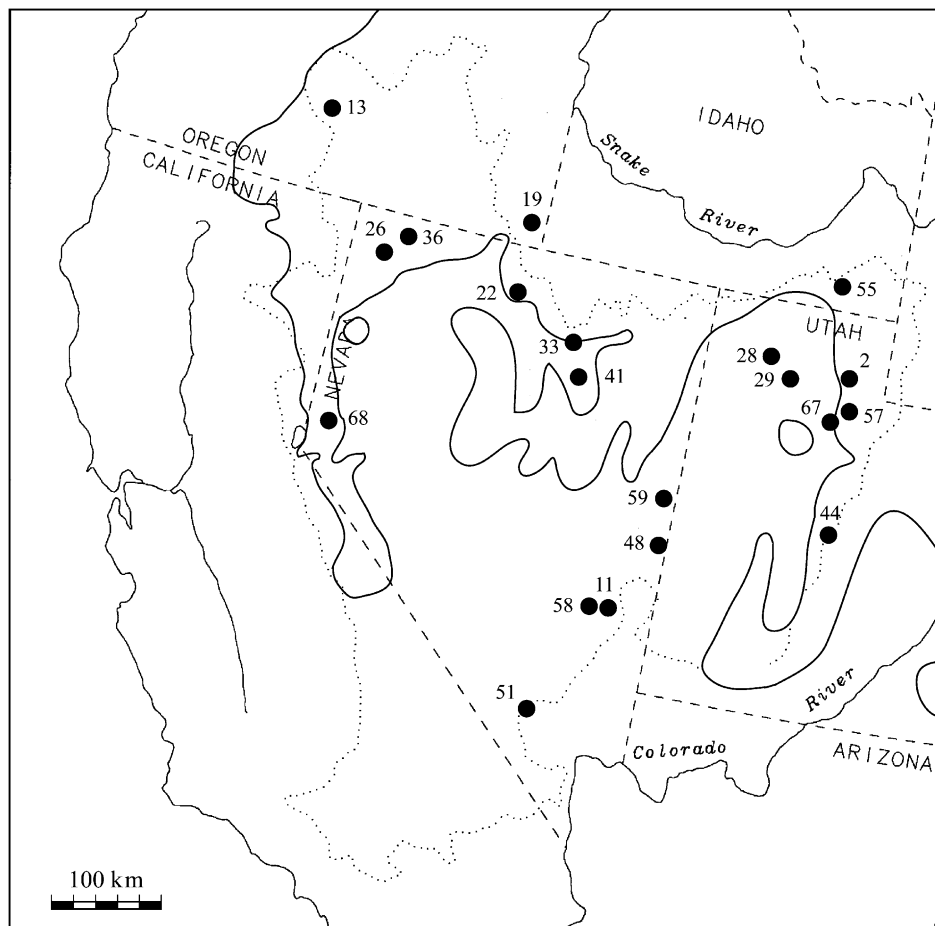 13
OREGON
CALIFORNIA
IDAHO
Snake
River
19
26
36
22
55
UTAH
33
28
2
NEVADA
41
29
57
68
67
59
44
48
11
58
51
River
Colorado
ARIZONA
100 km